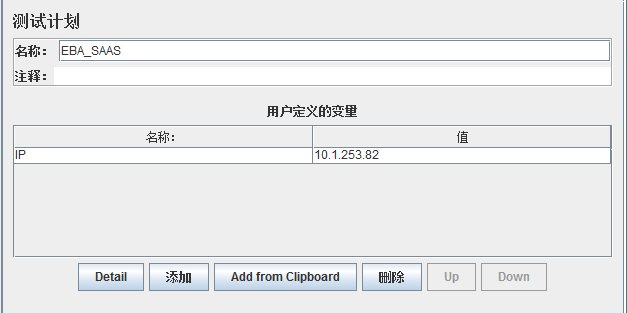 测试计划
名称： EBA_SAAS
注释：
用户定义的变量
名称： 值
IP 10.1.253.82
Detail 添加 Add from Clipboard 删除 Up Down